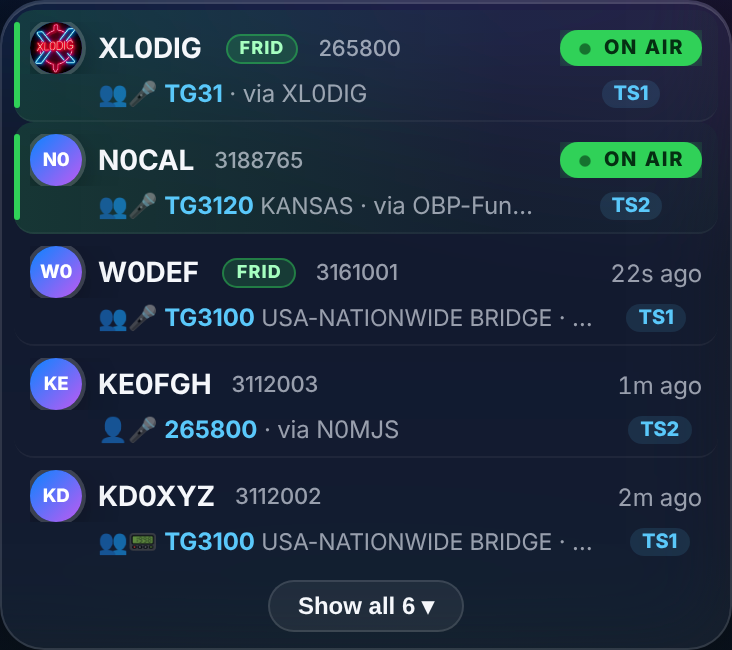 XL0DIG XL0DIG FRID 265800 ON AIR
TG31 · via XL0DIG TS1
N0 N0CAL 3188765 ON AIR
TG3120 KANSAS · via OBP-Fun... TS2
W0 W0DEF FRID 3161001 22s ago
TG3100 USA-NATIONWIDE BRIDGE · ... TS1
KE KE0FGH 3112003 1m ago
265800 · via N0MJS TS2
KD KD0XYZ 3112002 2m ago
TG3100 USA-NATIONWIDE BRIDGE · ... TS1
Show all 6 ▾